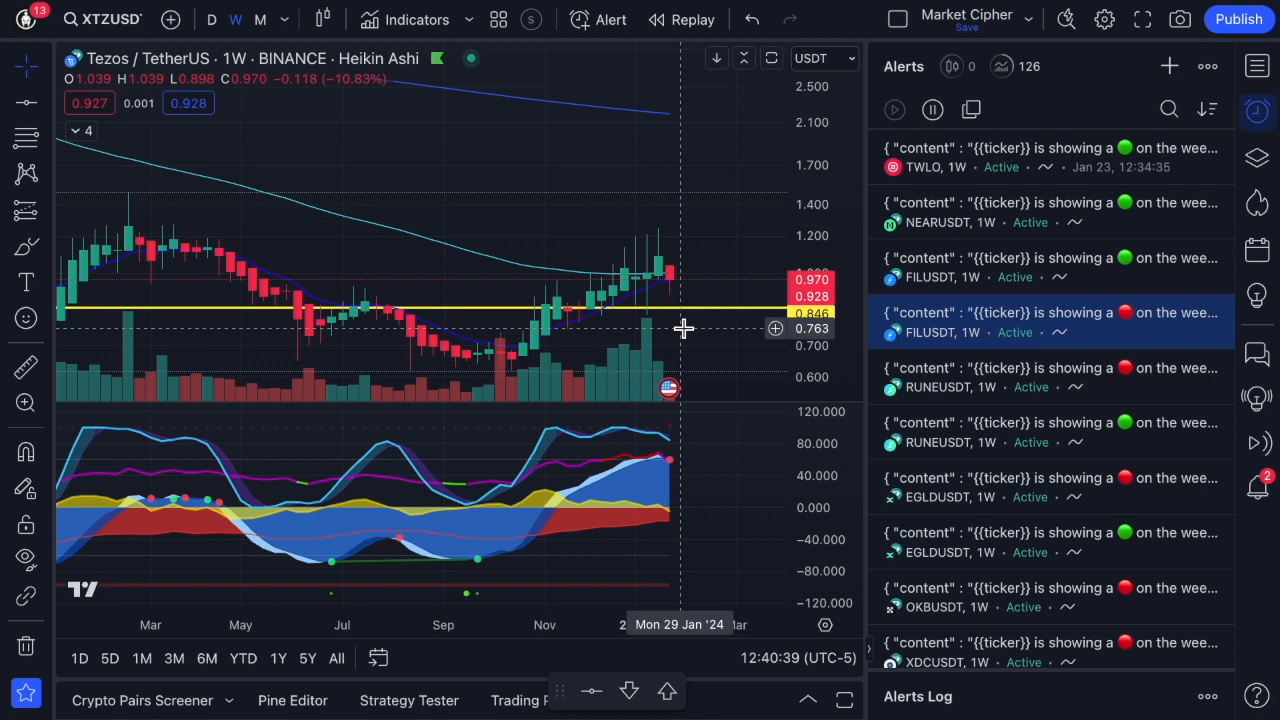 13
XTZUSDT
D W M
Indicators
S
Alert
Replay
Market Cipher
Save
Publish
Tezos / TetherUS · 1W · BINANCE · Heikin Ashi
O1.039 H1.039 L0.898 C0.970 −0.118 (−10.83%)
0.927 0.001 0.928
4
USDT
2.500
2.100
1.700
1.400
1.200
0.970
0.928
0.846
0.763
0.700
0.600
120.000
80.000
40.000
0.000
−40.000
−80.000
−120.000
Mar May Jul Sep Nov Mon 29 Jan '24
1D 5D 1M 3M 6M YTD 1Y 5Y All
12:40:39 (UTC-5)
Crypto Pairs Screener Pine Editor Strategy Tester Trading
Alerts 0 126
{ "content" : "{{ticker}} is showing a 🟢 on the wee...
TWLO, 1W · Active · Jan 23, 12:34:35
{ "content" : "{{ticker}} is showing a 🟢 on the wee...
NEARUSDT, 1W · Active ·
{ "content" : "{{ticker}} is showing a 🟢 on the wee...
FILUSDT, 1W · Active ·
{ "content" : "{{ticker}} is showing a 🔴 on the wee...
FILUSDT, 1W · Active ·
{ "content" : "{{ticker}} is showing a 🔴 on the wee...
RUNEUSDT, 1W · Active ·
{ "content" : "{{ticker}} is showing a 🟢 on the wee...
RUNEUSDT, 1W · Active ·
{ "content" : "{{ticker}} is showing a 🔴 on the wee...
EGLDUSDT, 1W · Active ·
{ "content" : "{{ticker}} is showing a 🟢 on the wee...
EGLDUSDT, 1W · Active ·
{ "content" : "{{ticker}} is showing a 🔴 on the wee...
OKBUSDT, 1W · Active ·
{ "content" : "{{ticker}} is showing a 🔴 on the wee...
XDCUSDT, 1W · Active ·
Alerts Log
2